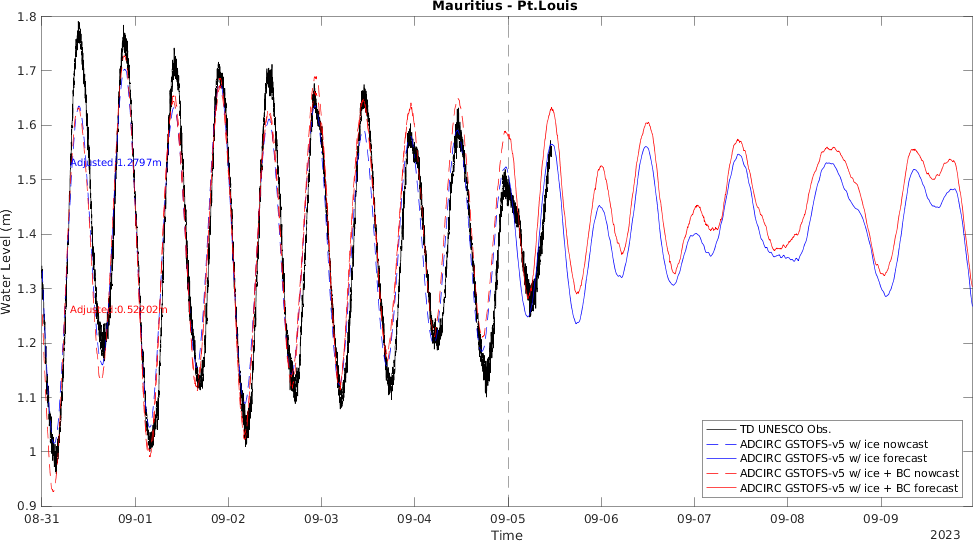 Mauritius - Pt.Louis
1.8
1.7
1.6
1.5
1.4
1.3
1.2
1.1
1
0.9
Water Level (m)
Adjusted:1.2797m
Adjusted:0.52202m
TD UNESCO Obs.
ADCIRC GSTOFS-v5 w/ ice nowcast
ADCIRC GSTOFS-v5 w/ ice forecast
ADCIRC GSTOFS-v5 w/ ice + BC nowcast
ADCIRC GSTOFS-v5 w/ ice + BC forecast
08-31 09-01 09-02 09-03 09-04 09-05 09-06 09-07 09-08 09-09
Time
2023